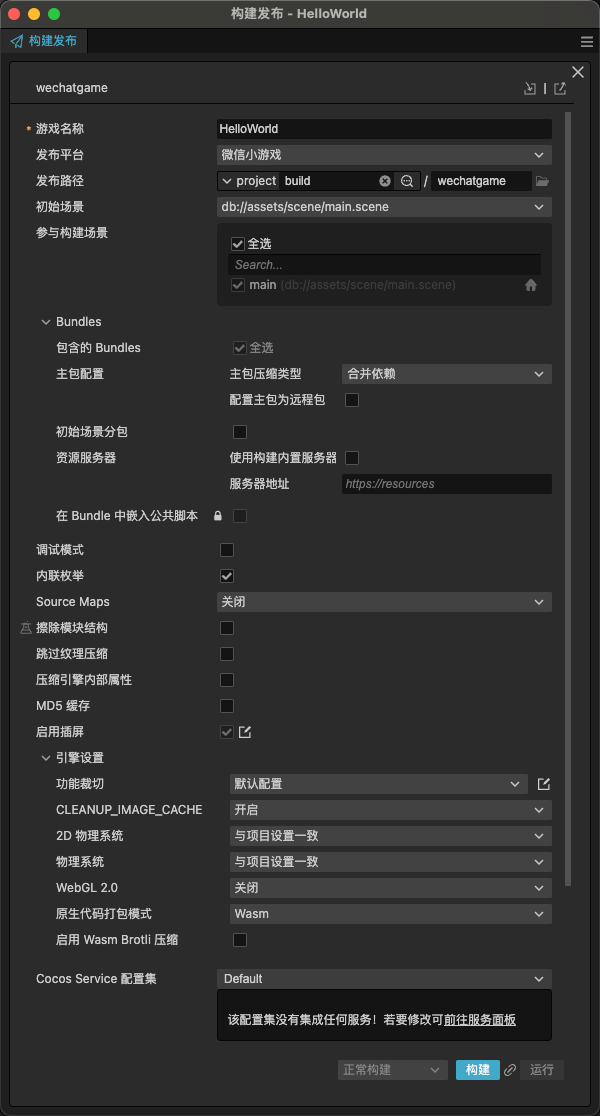 构建发布 - HelloWorld
构建发布
wechatgame
游戏名称 HelloWorld
发布平台 微信小游戏
发布路径 project build / wechatgame
初始场景 db://assets/scene/main.scene
参与构建场景
全选
Search...
main (db://assets/scene/main.scene)
Bundles
包含的 Bundles 全选
主包配置 主包压缩类型 合并依赖
配置主包为远程包
初始场景分包
资源服务器 使用构建内置服务器
服务器地址 https://resources
在 Bundle 中嵌入公共脚本
调试模式
内联枚举
Source Maps 关闭
擦除模块结构
跳过纹理压缩
压缩引擎内部属性
MD5 缓存
启用插屏
引擎设置
功能裁切 默认配置
CLEANUP_IMAGE_CACHE 开启
2D 物理系统 与项目设置一致
物理系统 与项目设置一致
WebGL 2.0 关闭
原生代码打包模式 Wasm
启用 Wasm Brotli 压缩
Cocos Service 配置集 Default
该配置集没有集成任何服务！若要修改可前往服务面板
正常构建 构建 运行